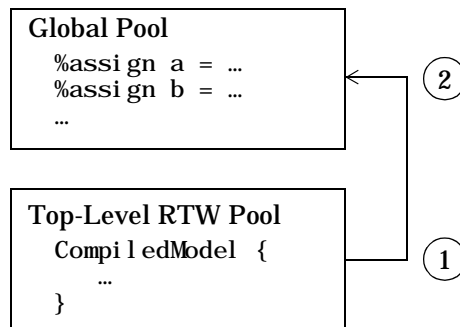 Global Pool
%assign a = …
%assign b = …
…
2
Top-Level RTW Pool
CompiledModel {
…
}
1